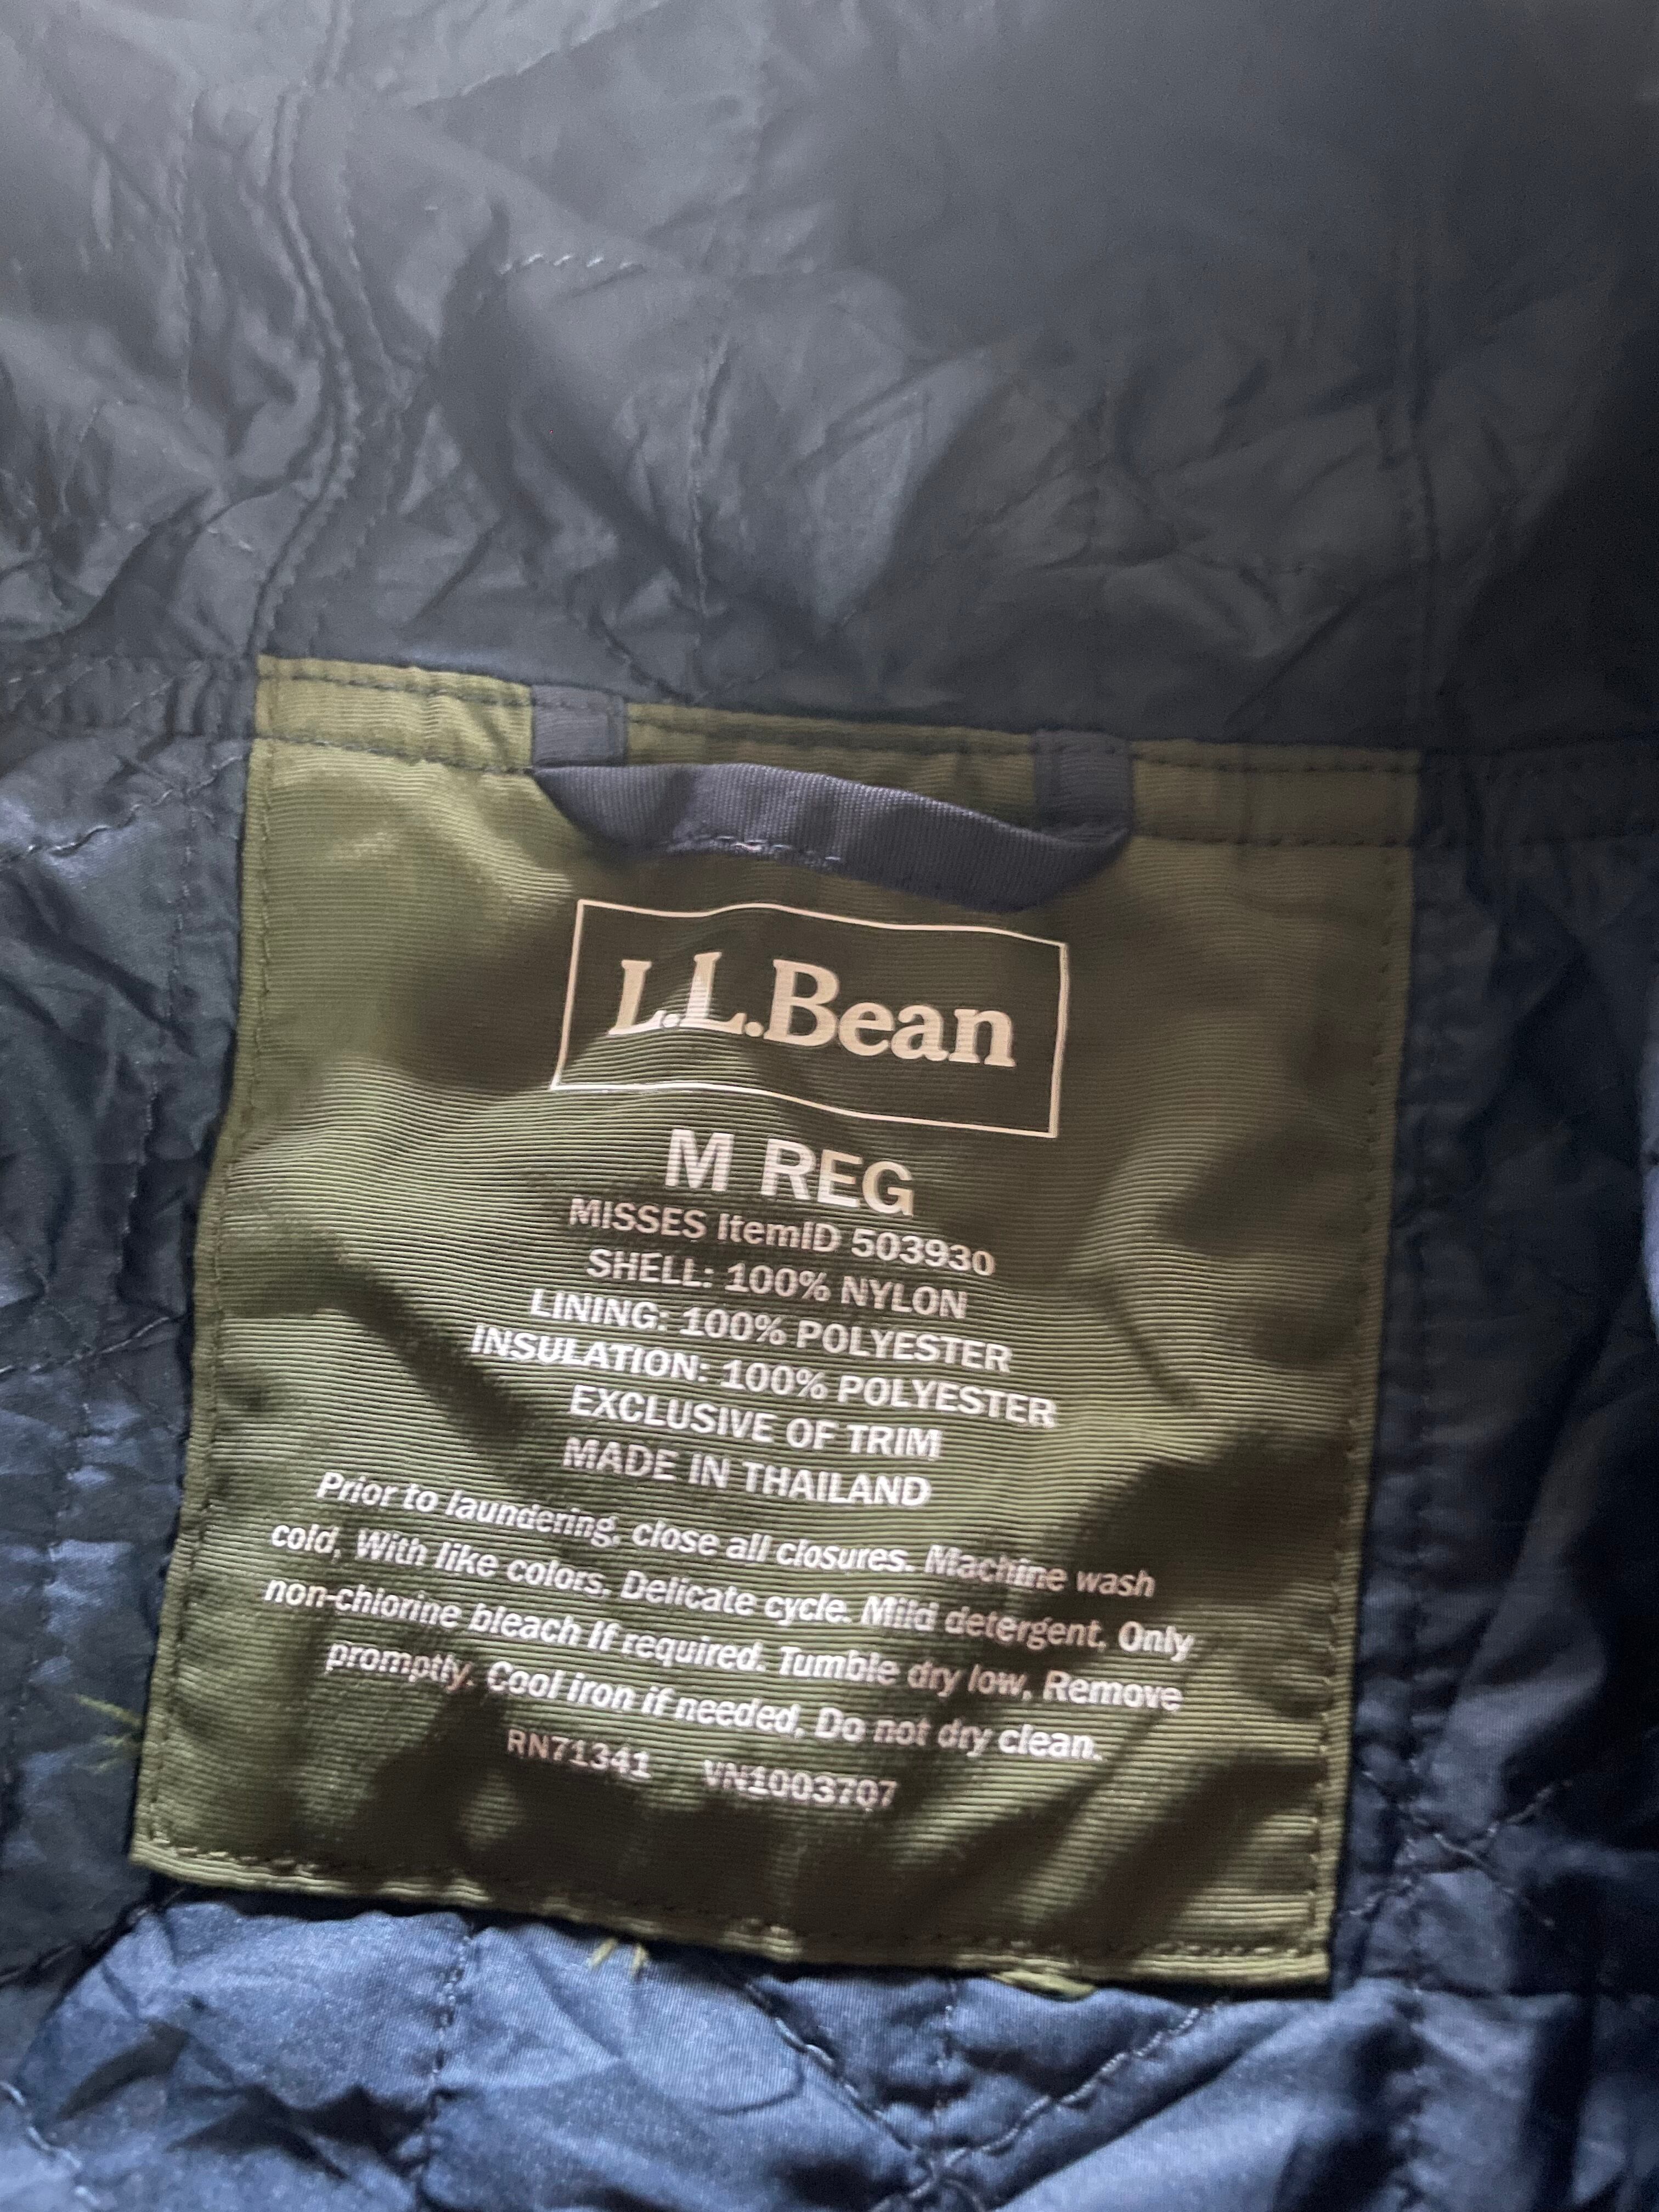 L.L.Bean
M REG
MISSES ItemID 503930
SHELL: 100% NYLON
LINING: 100% POLYESTER
INSULATION: 100% POLYESTER
EXCLUSIVE OF TRIM
MADE IN THAILAND
Prior to laundering, close all closures. Machine wash
cold, With like colors. Delicate cycle. Mild detergent, Only
non-chlorine bleach If required. Tumble dry low, Remove
promptly. Cool iron if needed, Do not dry clean.
RN71341 VN1003707